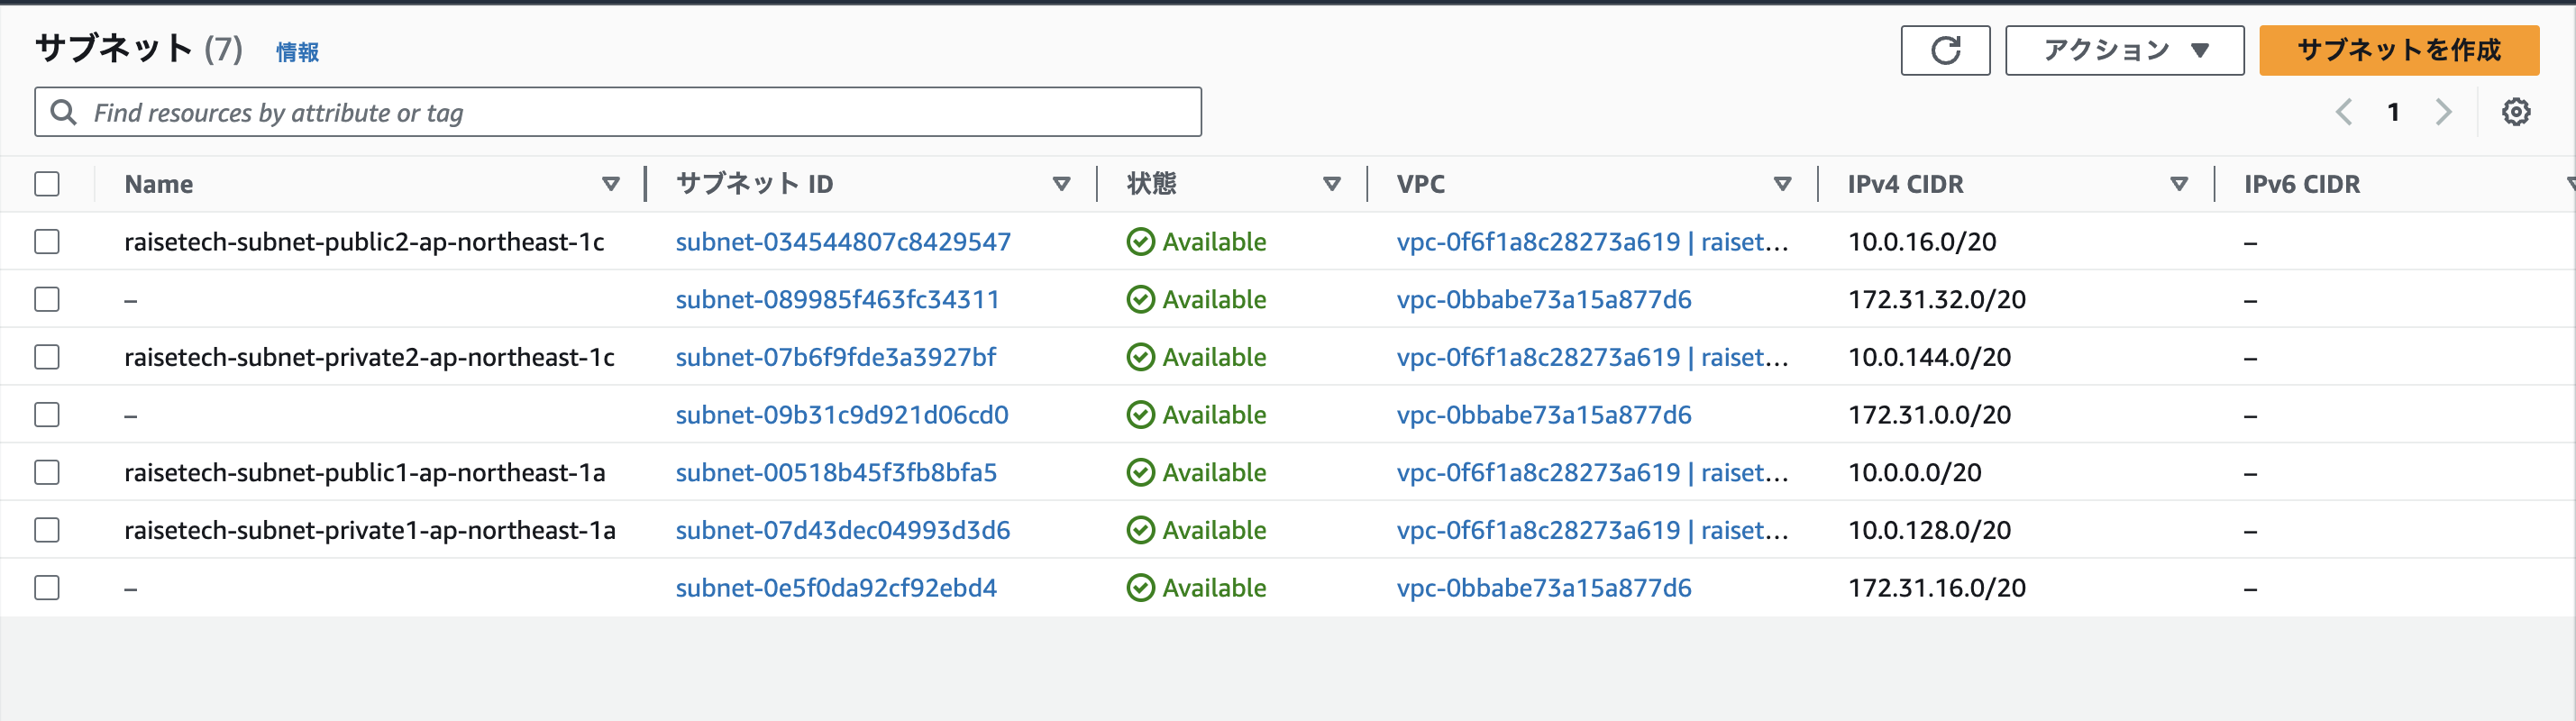 サブネット (7) 情報 アクション サブネットを作成
Find resources by attribute or tag 1
Name サブネット ID 状態 VPC IPv4 CIDR IPv6 CIDR
raisetech-subnet-public2-ap-northeast-1c subnet-034544807c8429547 Available vpc-0f6f1a8c28273a619 | raiset… 10.0.16.0/20 –
– subnet-089985f463fc34311 Available vpc-0bbabe73a15a877d6 172.31.32.0/20 –
raisetech-subnet-private2-ap-northeast-1c subnet-07b6f9fde3a3927bf Available vpc-0f6f1a8c28273a619 | raiset… 10.0.144.0/20 –
– subnet-09b31c9d921d06cd0 Available vpc-0bbabe73a15a877d6 172.31.0.0/20 –
raisetech-subnet-public1-ap-northeast-1a subnet-00518b45f3fb8bfa5 Available vpc-0f6f1a8c28273a619 | raiset… 10.0.0.0/20 –
raisetech-subnet-private1-ap-northeast-1a subnet-07d43dec04993d3d6 Available vpc-0f6f1a8c28273a619 | raiset… 10.0.128.0/20 –
– subnet-0e5f0da92cf92ebd4 Available vpc-0bbabe73a15a877d6 172.31.16.0/20 –